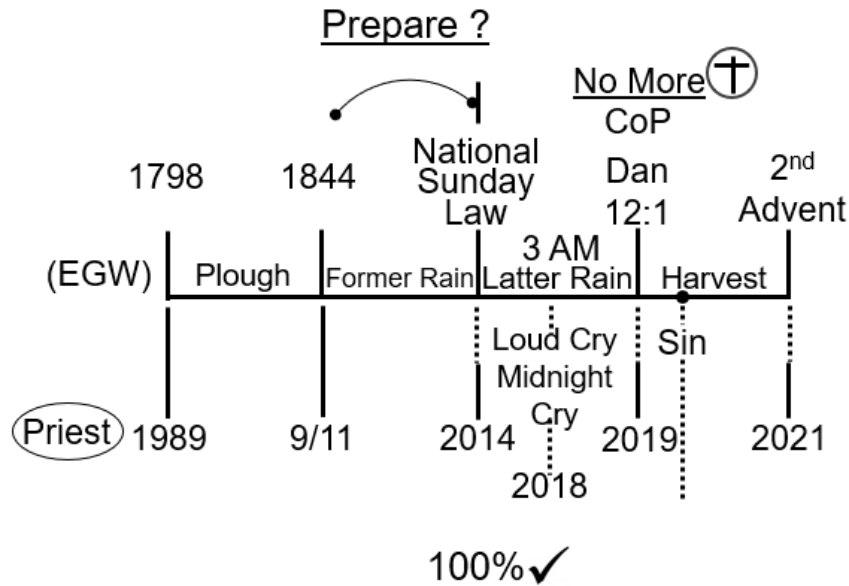 Prepare ?
No More
CoP
Dan
12:1
National
Sunday
Law
1798
1844
2nd
Advent
3 AM
(EGW)
Plough
Former Rain
Latter Rain
Harvest
Loud Cry
Midnight
Cry
Sin
Priest
1989
9/11
2014
2019
2021
2018
100%✓